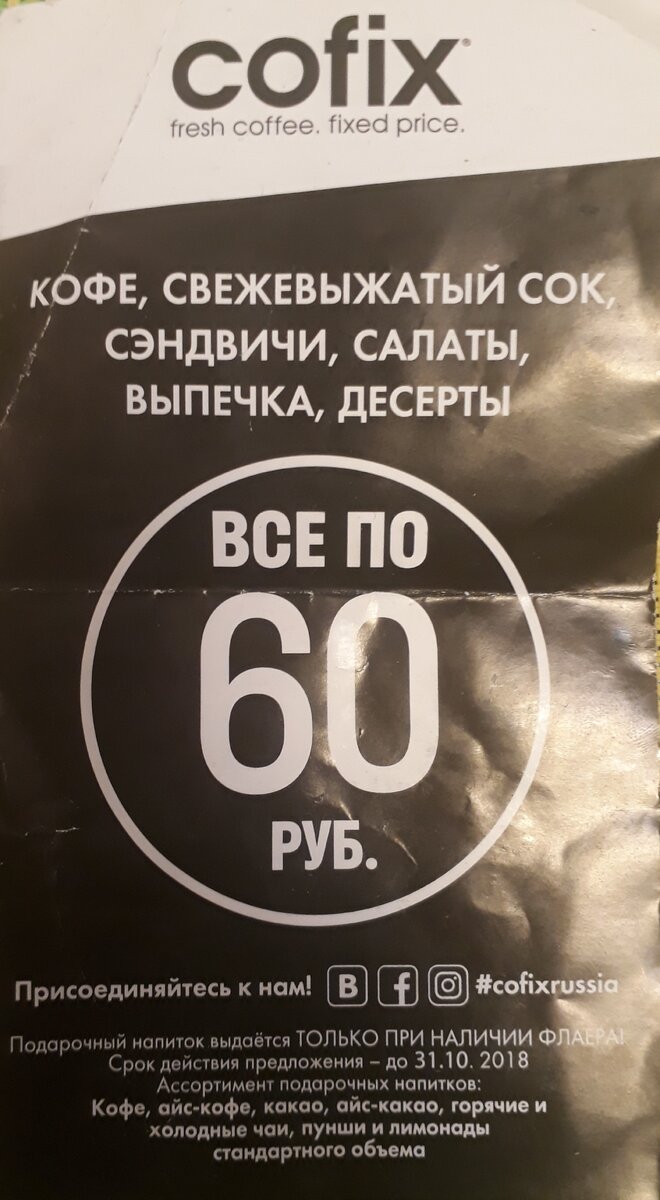 cofix
fresh coffee. fixed price.
КОФЕ, СВЕЖЕВЫЖАТЫЙ СОК,
СЭНДВИЧИ, САЛАТЫ,
ВЫПЕЧКА, ДЕСЕРТЫ
ВСЕ ПО
60
РУБ.
Присоединяйтесь к нам! B f #cofixrussia
Подарочный напиток выдаётся ТОЛЬКО ПРИ НАЛИЧИИ ФЛАЕРА!
Срок действия предложения – до 31.10. 2018
Ассортимент подарочных напитков:
Кофе, айс-кофе, какао, айс-какао, горячие и
холодные чаи, пунши и лимонады
стандартного объема